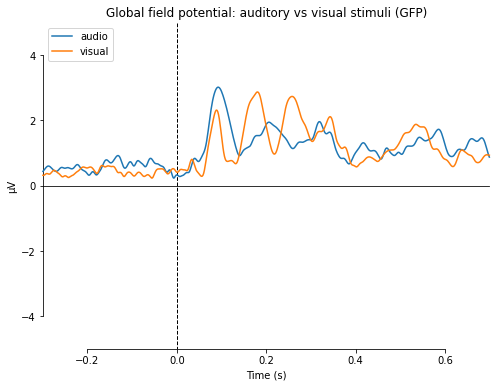 Global field potential: auditory vs visual stimuli (GFP)
audio
visual
4
2
0
−2
−4
µV
−0.2 0.0 0.2 0.4 0.6
Time (s)